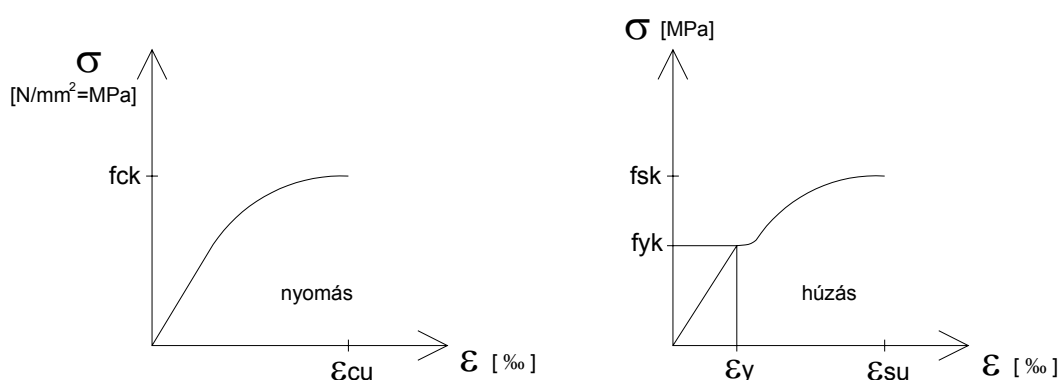 σ
[N/mm²=MPa]
fck
nyomás
εcu
ε [‰]
σ [MPa]
fsk
fyk
húzás
εy
εsu
ε [‰]